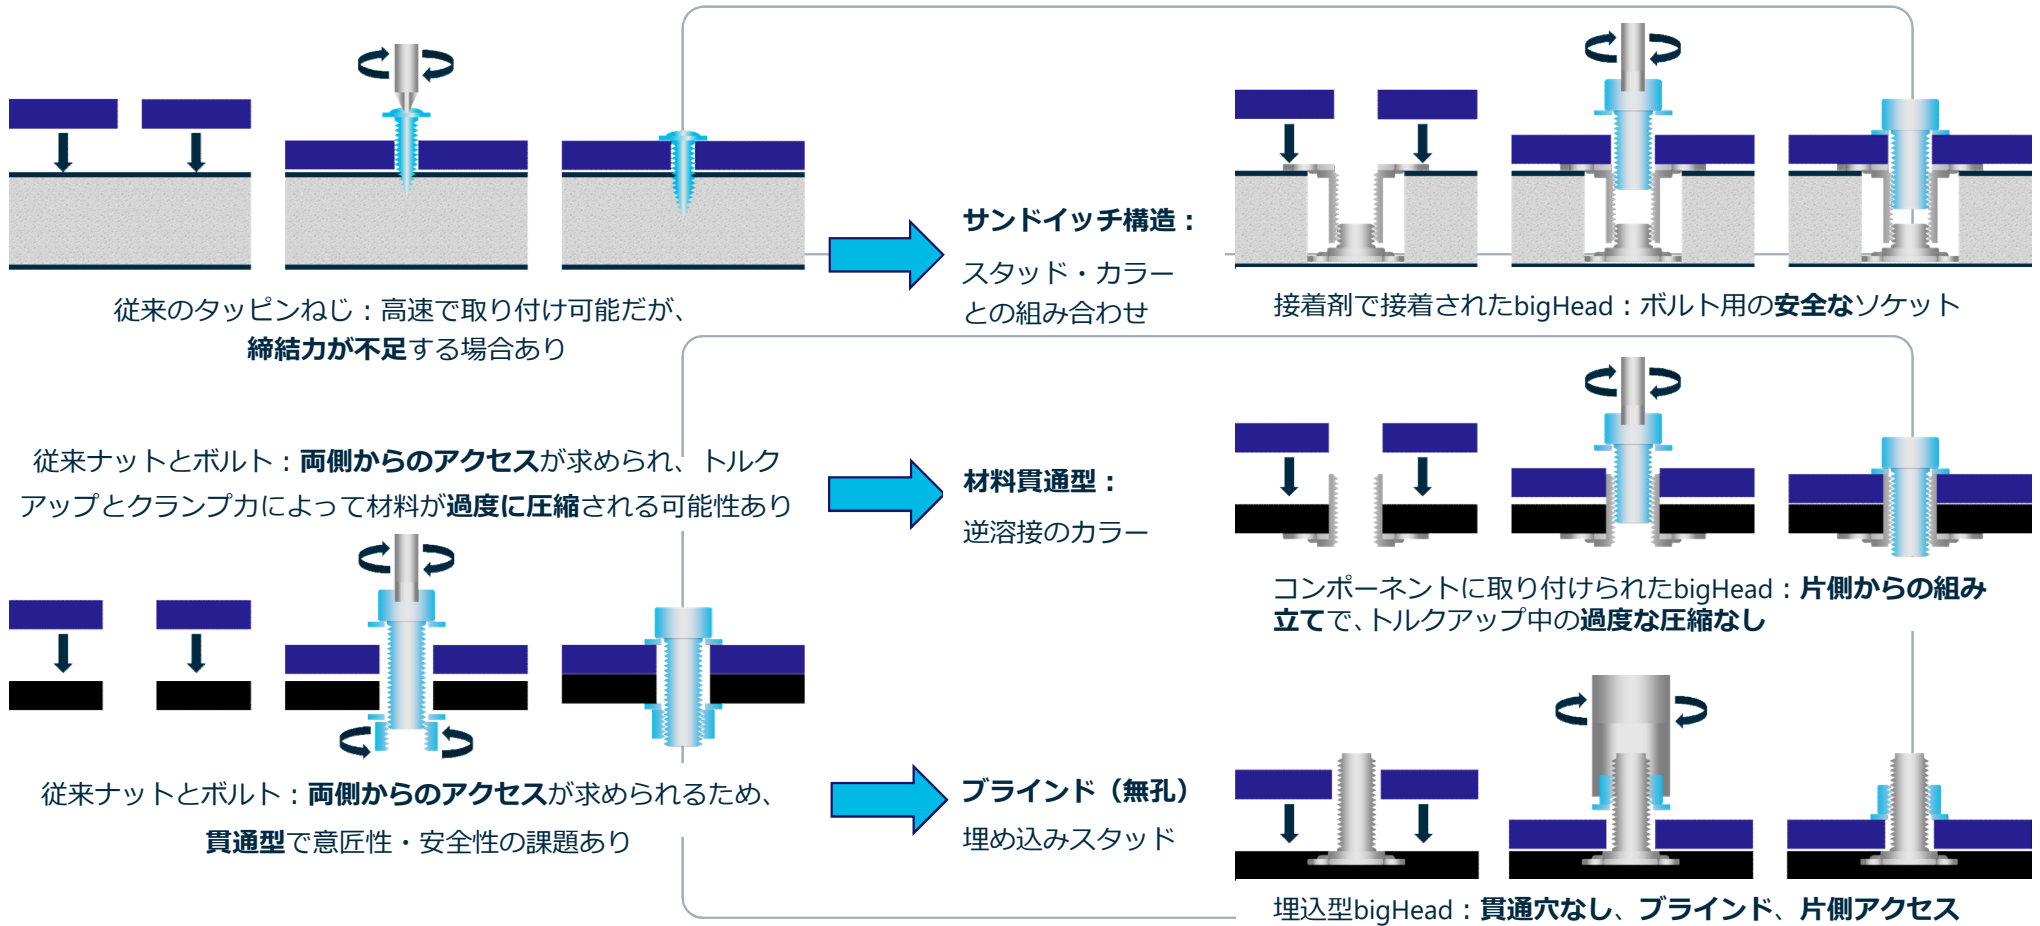 従来のタッピンねじ：高速で取り付け可能だが、
締結力が不足する場合あり
サンドイッチ構造：
スタッド・カラー
との組み合わせ
接着剤で接着されたbigHead：ボルト用の安全なソケット
従来ナットとボルト：両側からのアクセスが求められ、トルク
アップとクランプ力によって材料が過度に圧縮される可能性あり
材料貫通型：
逆溶接のカラー
コンポーネントに取り付けられたbigHead：片側からの組み
立てで、トルクアップ中の過度な圧縮なし
従来ナットとボルト：両側からのアクセスが求められるため、
貫通型で意匠性・安全性の課題あり
ブラインド（無孔）
埋め込みスタッド
埋込型bigHead：貫通穴なし、ブラインド、片側アクセス